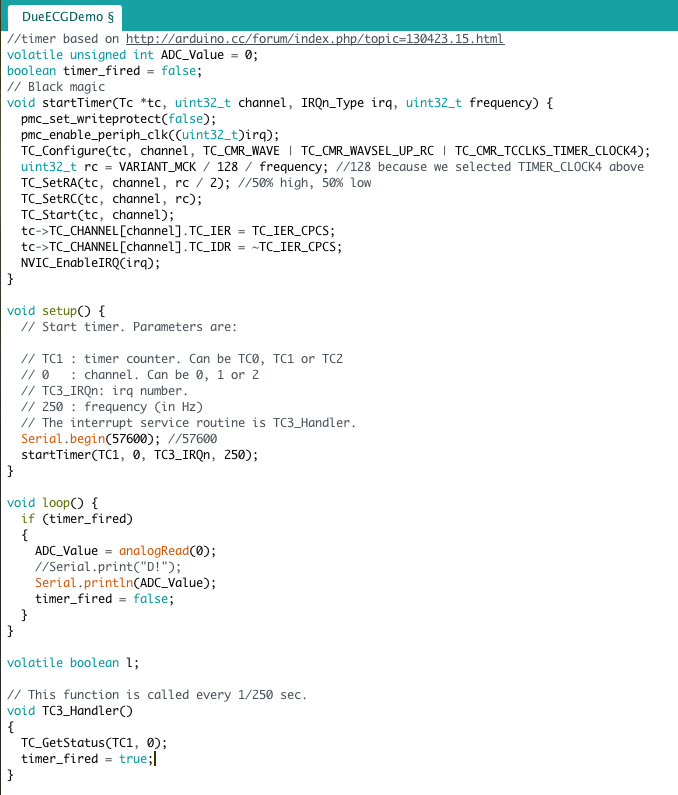 DueECGDemo §
//timer based on http://arduino.cc/forum/index.php/topic=130423.15.html
volatile unsigned int ADC_Value = 0;
boolean timer_fired = false;
// Black magic
void startTimer(Tc *tc, uint32_t channel, IRQn_Type irq, uint32_t frequency) {
  pmc_set_writeprotect(false);
  pmc_enable_periph_clk((uint32_t)irq);
  TC_Configure(tc, channel, TC_CMR_WAVE | TC_CMR_WAVSEL_UP_RC | TC_CMR_TCCLKS_TIMER_CLOCK4);
  uint32_t rc = VARIANT_MCK / 128 / frequency; //128 because we selected TIMER_CLOCK4 above
  TC_SetRA(tc, channel, rc / 2); //50% high, 50% low
  TC_SetRC(tc, channel, rc);
  TC_Start(tc, channel);
  tc->TC_CHANNEL[channel].TC_IER = TC_IER_CPCS;
  tc->TC_CHANNEL[channel].TC_IDR = ~TC_IER_CPCS;
  NVIC_EnableIRQ(irq);
}

void setup() {
  // Start timer. Parameters are:

  // TC1 : timer counter. Can be TC0, TC1 or TC2
  // 0   : channel. Can be 0, 1 or 2
  // TC3_IRQn: irq number.
  // 250 : frequency (in Hz)
  // The interrupt service routine is TC3_Handler.
  Serial.begin(57600); //57600
  startTimer(TC1, 0, TC3_IRQn, 250);
}

void loop() {
  if (timer_fired)
  {
    ADC_Value = analogRead(0);
    //Serial.print("D!");
    Serial.println(ADC_Value);
    timer_fired = false;
  }
}

volatile boolean l;

// This function is called every 1/250 sec.
void TC3_Handler()
{
  TC_GetStatus(TC1, 0);
  timer_fired = true;
}